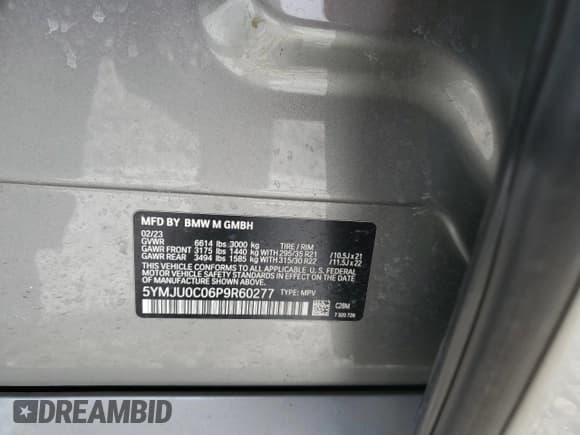 MFD BY BMW M GMBH
02/23
GVWR 6614 lbs 3000 kg TIRE / RIM
GAWR FRONT 3175 lbs 1440 kg WITH 295/35 R21 /10.5J x 21
GAWR REAR 3494 lbs 1585 kg WITH 315/30 R22 /11.5J x 22
THIS VEHICLE CONFORMS TO ALL APPLICABLE U.S. FEDERAL
MOTOR VEHICLE SAFETY STANDARDS IN EFFECT ON THE DATE
OF MANUFACTURE SHOWN ABOVE.
5YMJU0C06P9R60277 TYPE: MPV
C28M
DREAMBID